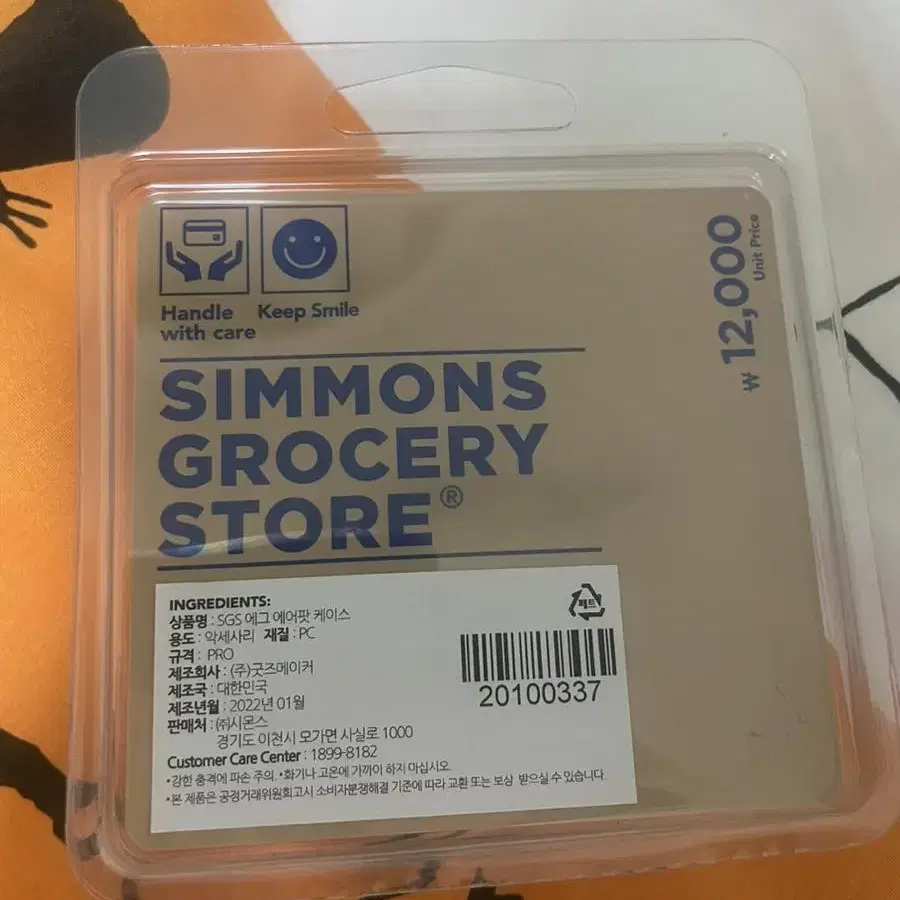 Handle
with care
Keep Smile
₩ 12,000
Unit Price
SIMMONS
GROCERY
STORE®
INGREDIENTS:
상품명 : SGS 에그 에어팟 케이스
용도 : 악세사리 재질 : PC
규격 : PRO
제조회사 : (주)굿즈메이커
제조국 : 대한민국
제조년월 : 2022년 01월
판매처 : ㈜시몬스
경기도 이천시 모가면 사실로 1000
Customer Care Center : 1899-8182
•강한 충격에 파손 주의. •화기나 고온에 가까이 하지 마십시오.
•본 제품은 공정거래위원회고시 소비자분쟁해결 기준에 따라 교환 또는 보상 받으실 수 있습니다.
페트
20100337